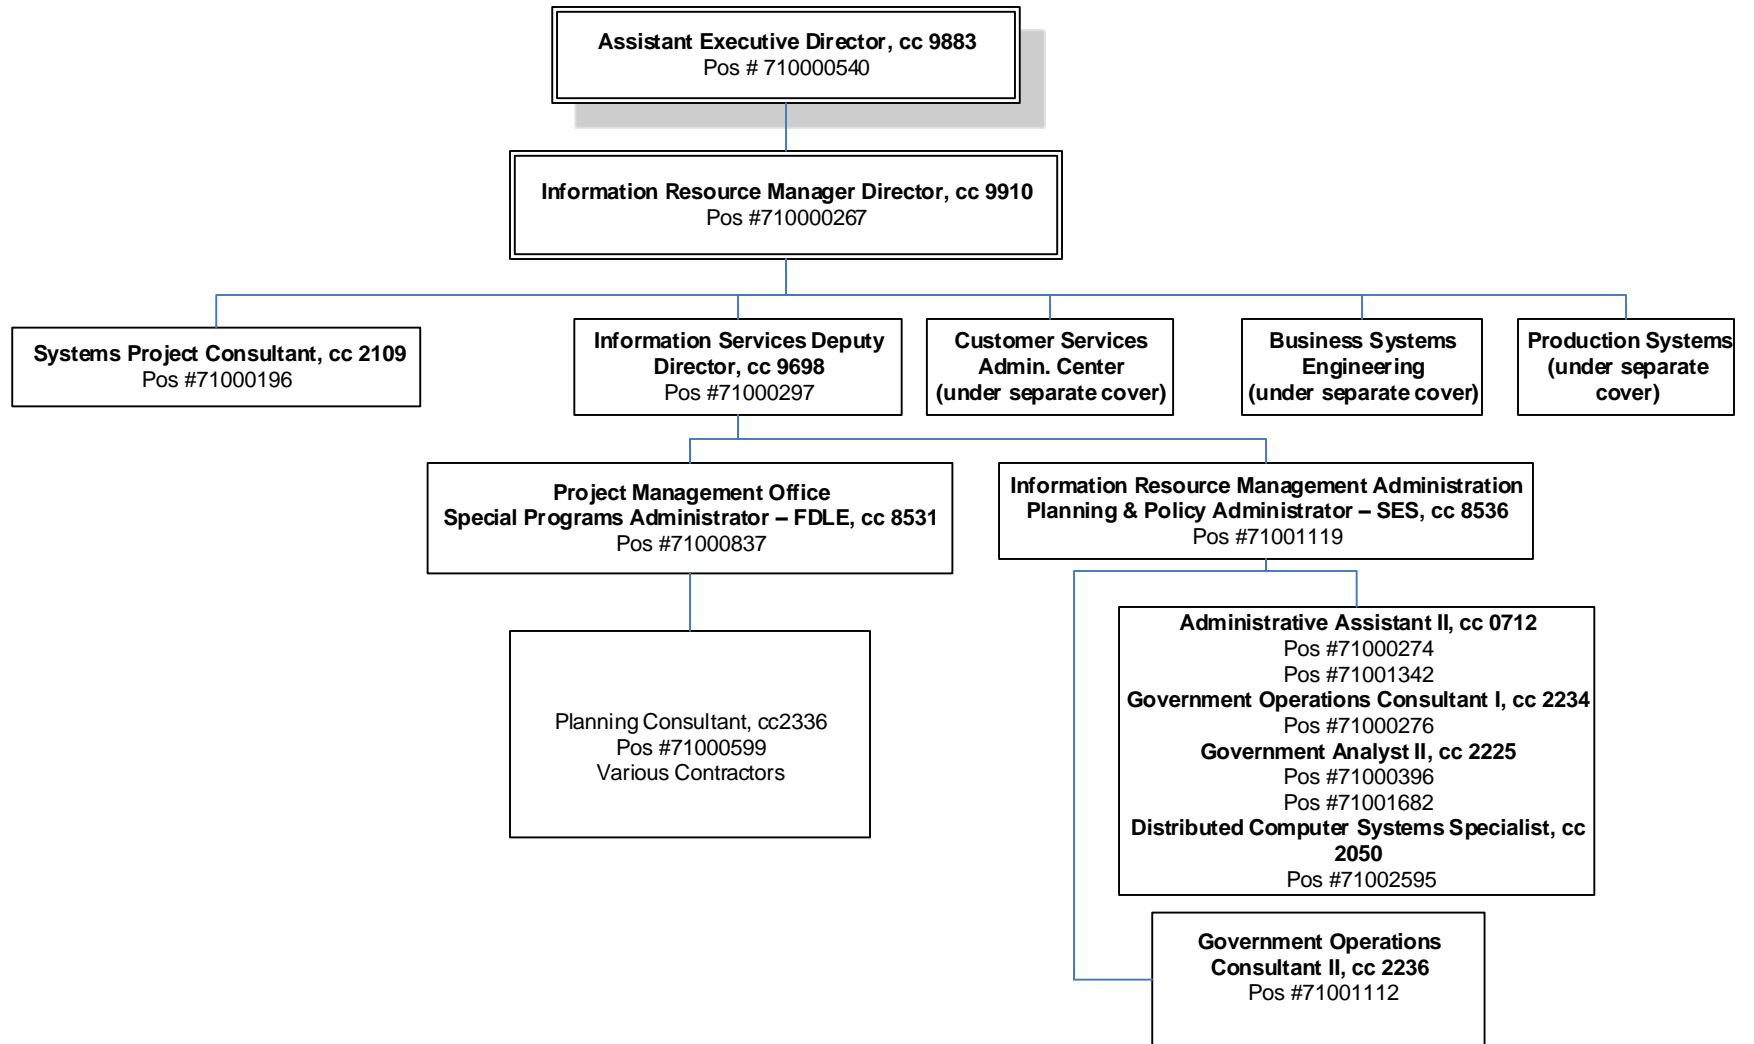 Assistant Executive Director, cc 9883
Pos # 710000540
Information Resource Manager Director, cc 9910
Pos #710000267
Systems Project Consultant, cc 2109
Pos #71000196
Information Services Deputy
Director, cc 9698
Pos #71000297
Customer Services
Admin. Center
(under separate cover)
Business Systems
Engineering
(under separate cover)
Production Systems
(under separate
cover)
Project Management Office
Special Programs Administrator – FDLE, cc 8531
Pos #71000837
Information Resource Management Administration
Planning & Policy Administrator – SES, cc 8536
Pos #71001119
Planning Consultant, cc2336
Pos #71000599
Various Contractors
Administrative Assistant II, cc 0712
Pos #71000274
Pos #71001342
Government Operations Consultant I, cc 2234
Pos #71000276
Government Analyst II, cc 2225
Pos #71000396
Pos #71001682
Distributed Computer Systems Specialist, cc
2050
Pos #71002595
Government Operations
Consultant II, cc 2236
Pos #71001112